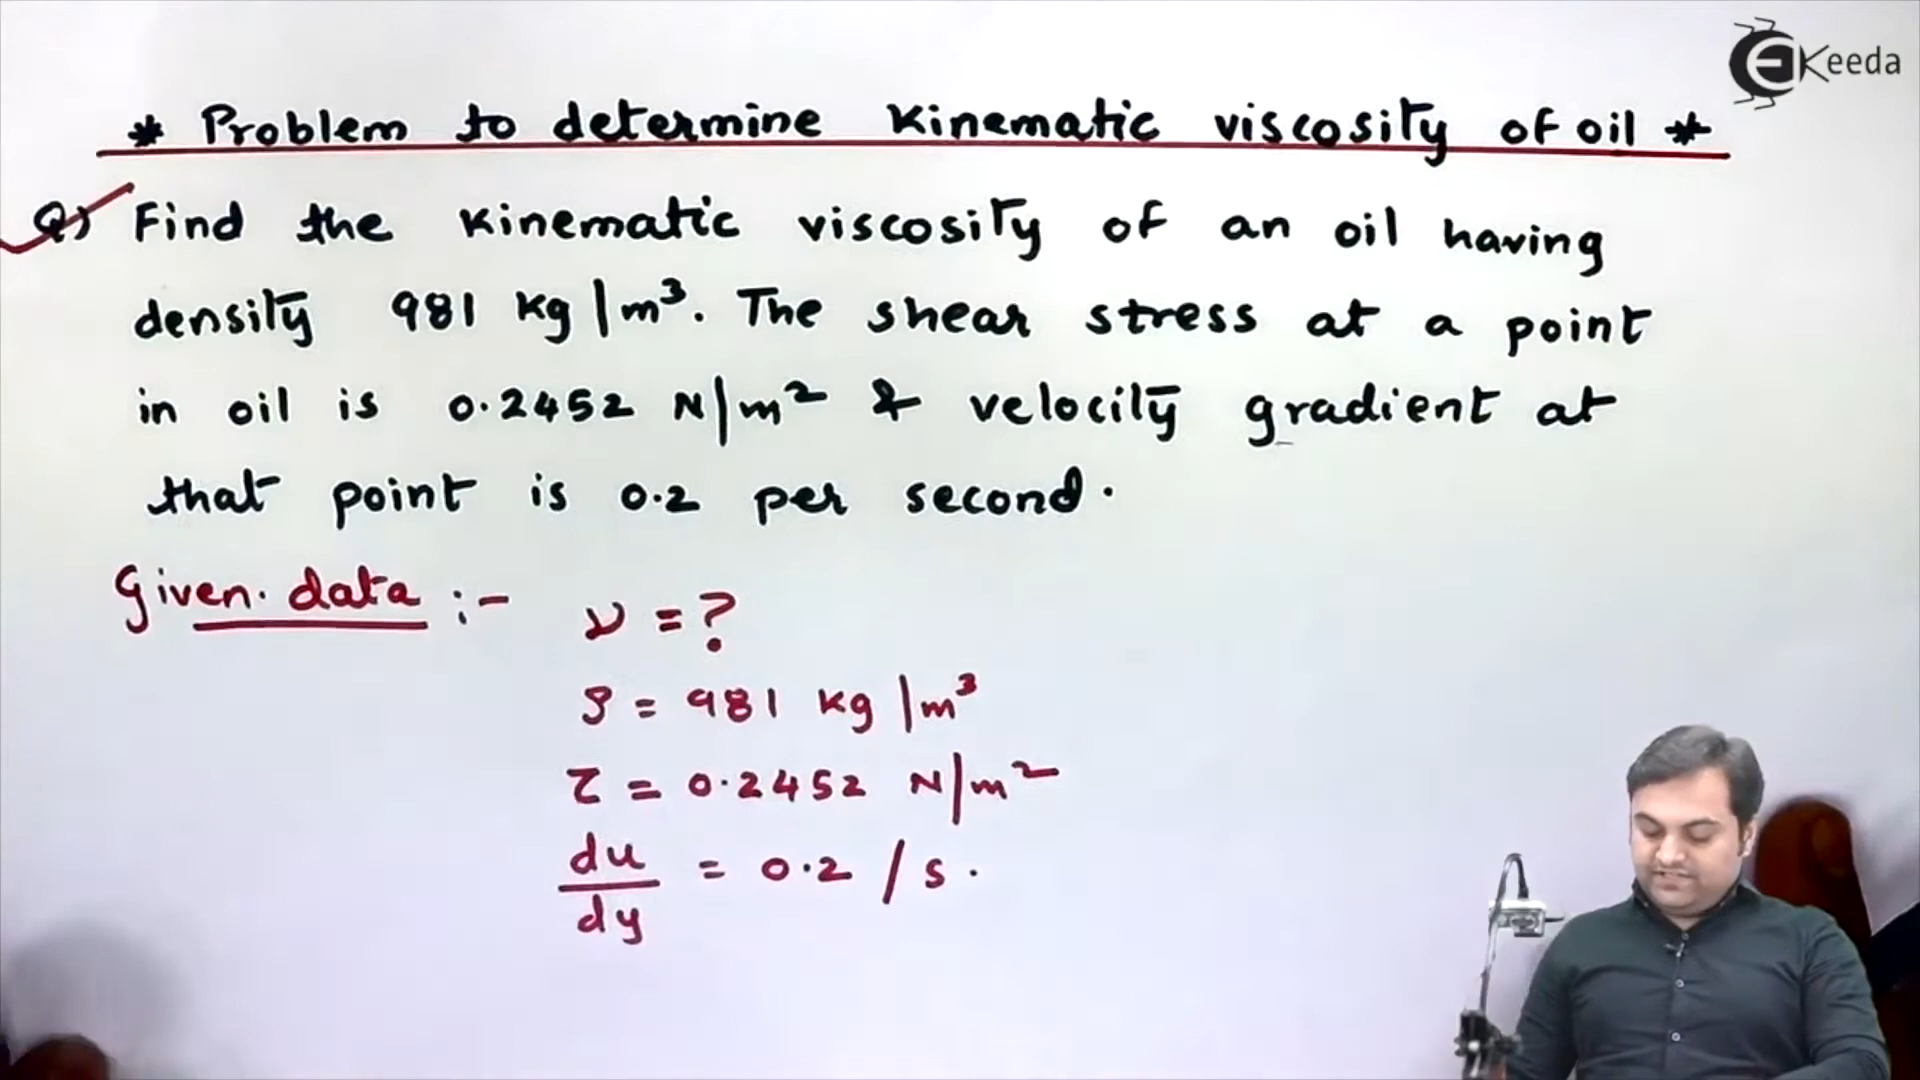 Keeda
* Problem to determine Kinematic viscosity of oil *
Q) Find the kinematic viscosity of an oil having
density 981 kg/m³. The shear stress at a point
in oil is 0.2452 N/m² & velocity gradient at
that point is 0.2 per second.
Given data :- ν = ?
ρ = 981 kg/m³
τ = 0.2452 N/m²
du/dy = 0.2 /s.